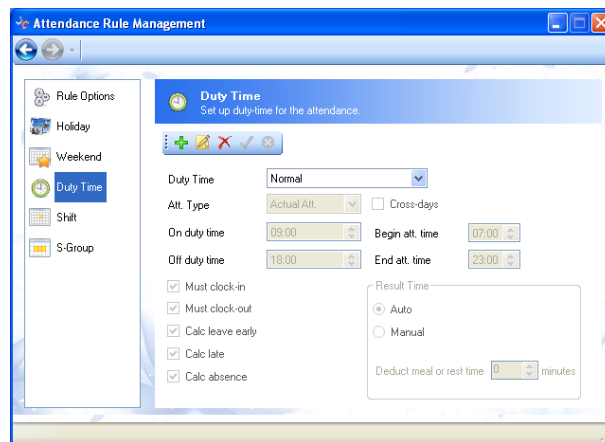 Attendance Rule Management
Rule Options
Holiday
Weekend
Duty Time
Shift
S-Group
Duty Time
Set up duty-time for the attendance.
Duty Time Normal
Att. Type Actual Att. Cross-days
On duty time 09:00 Begin att. time 07:00
Off duty time 18:00 End att. time 23:00
Must clock-in
Must clock-out
Calc leave early
Calc late
Calc absence
Result Time
Auto
Manual
Deduct meal or rest time 0 minutes